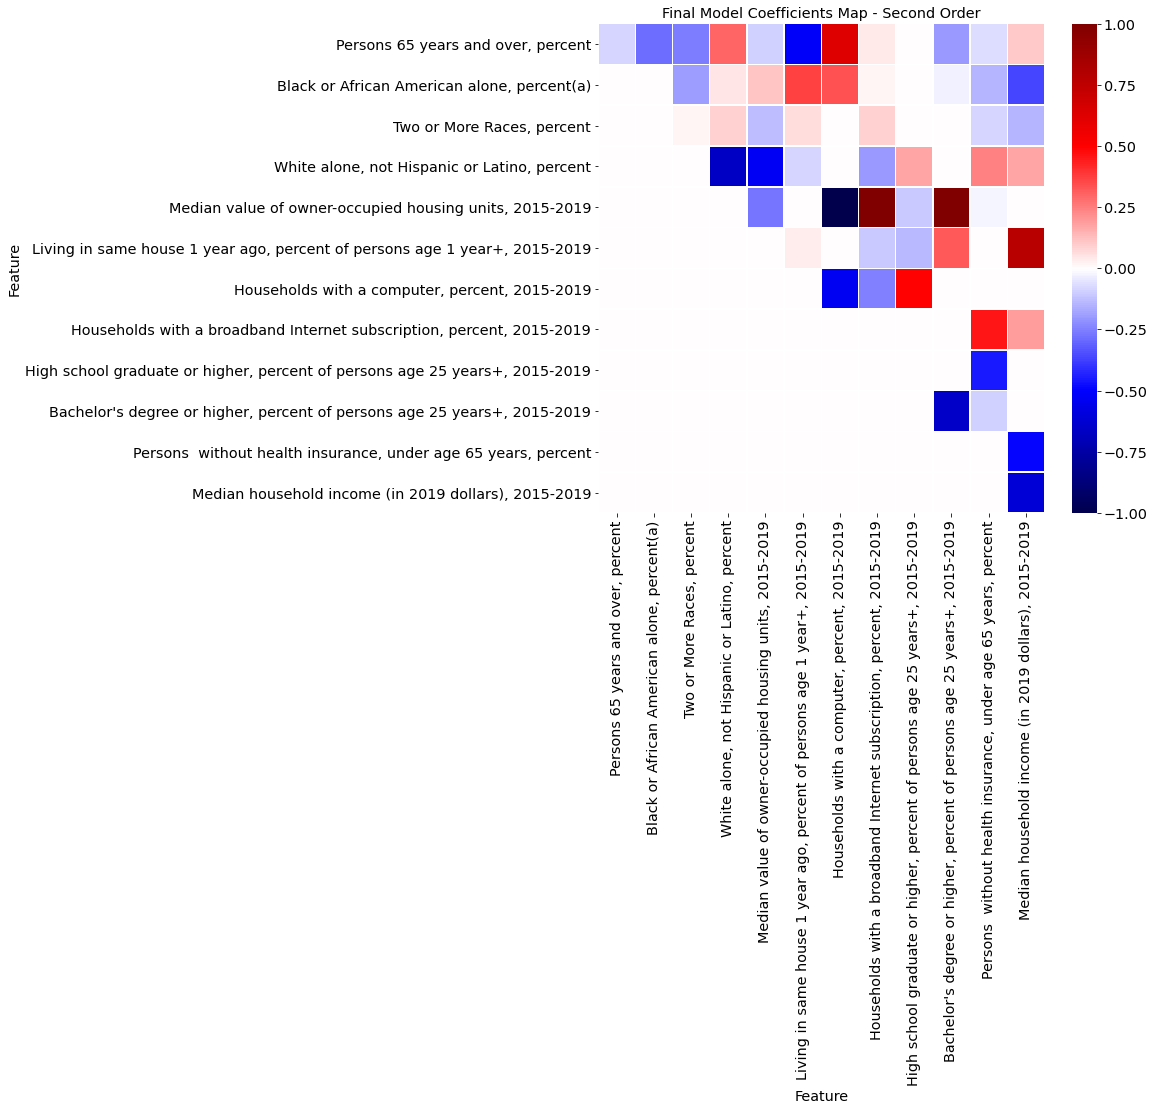 Final Model Coefficients Map - Second Order
Feature
Persons 65 years and over, percent
Black or African American alone, percent(a)
Two or More Races, percent
White alone, not Hispanic or Latino, percent
Median value of owner-occupied housing units, 2015-2019
Living in same house 1 year ago, percent of persons age 1 year+, 2015-2019
Households with a computer, percent, 2015-2019
Households with a broadband Internet subscription, percent, 2015-2019
High school graduate or higher, percent of persons age 25 years+, 2015-2019
Bachelor's degree or higher, percent of persons age 25 years+, 2015-2019
Persons  without health insurance, under age 65 years, percent
Median household income (in 2019 dollars), 2015-2019
1.00
0.75
0.50
0.25
0.00
−0.25
−0.50
−0.75
−1.00
Persons 65 years and over, percent
Black or African American alone, percent(a)
Two or More Races, percent
White alone, not Hispanic or Latino, percent
Median value of owner-occupied housing units, 2015-2019
Living in same house 1 year ago, percent of persons age 1 year+, 2015-2019
Households with a computer, percent, 2015-2019
Households with a broadband Internet subscription, percent, 2015-2019
High school graduate or higher, percent of persons age 25 years+, 2015-2019
Bachelor's degree or higher, percent of persons age 25 years+, 2015-2019
Persons  without health insurance, under age 65 years, percent
Median household income (in 2019 dollars), 2015-2019
Feature